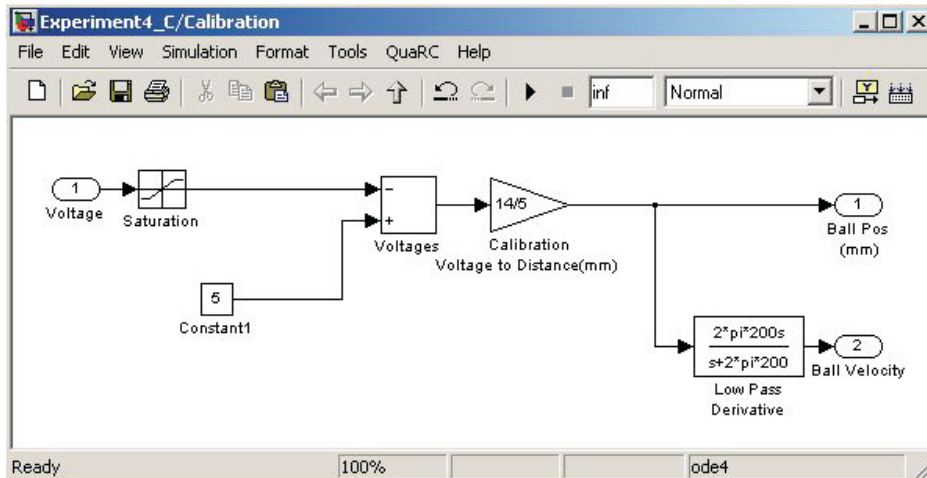 Experiment4_C/Calibration
File Edit View Simulation Format Tools QuaRC Help
inf Normal
1
Voltage
Saturation
−
+
Voltages
14/5
Calibration
Voltage to Distance(mm)
1
Ball Pos
(mm)
5
Constant1
2*pi*200s
s+2*pi*200
Low Pass
Derivative
2
Ball Velocity
Ready 100% ode4